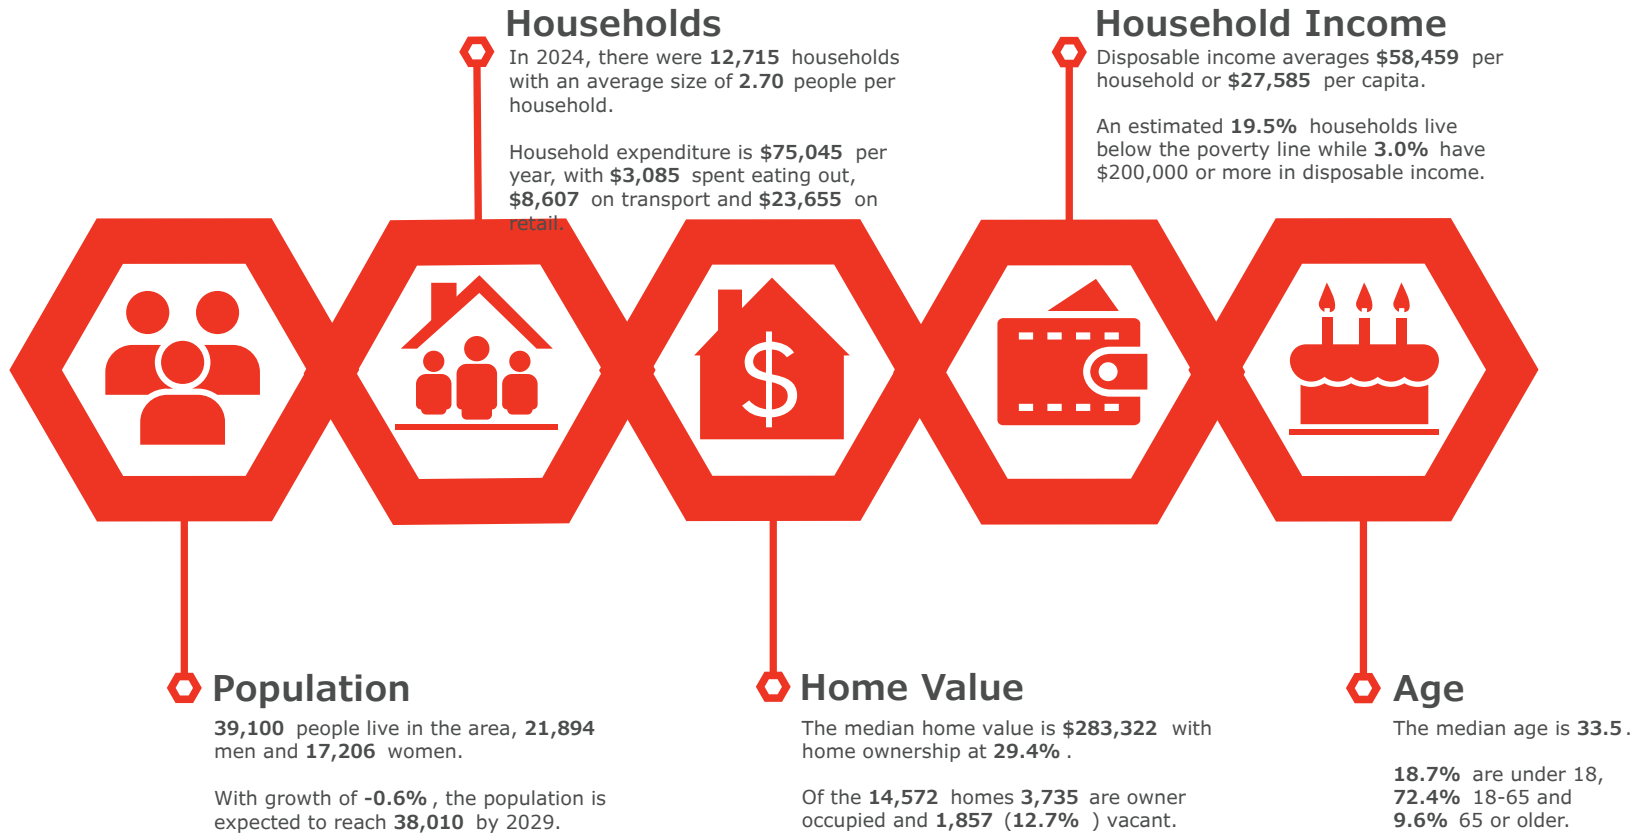 Households
In 2024, there were 12,715 households
with an average size of 2.70 people per
household.
Household expenditure is $75,045 per
year, with $3,085 spent eating out,
$8,607 on transport and $23,655 on
retail.
Household Income
Disposable income averages $58,459 per
household or $27,585 per capita.
An estimated 19.5% households live
below the poverty line while 3.0% have
$200,000 or more in disposable income.
$
Population
39,100 people live in the area, 21,894
men and 17,206 women.
With growth of -0.6% , the population is
expected to reach 38,010 by 2029.
Home Value
The median home value is $283,322 with
home ownership at 29.4% .
Of the 14,572 homes 3,735 are owner
occupied and 1,857 (12.7% ) vacant.
Age
The median age is 33.5 .
18.7% are under 18,
72.4% 18-65 and
9.6% 65 or older.